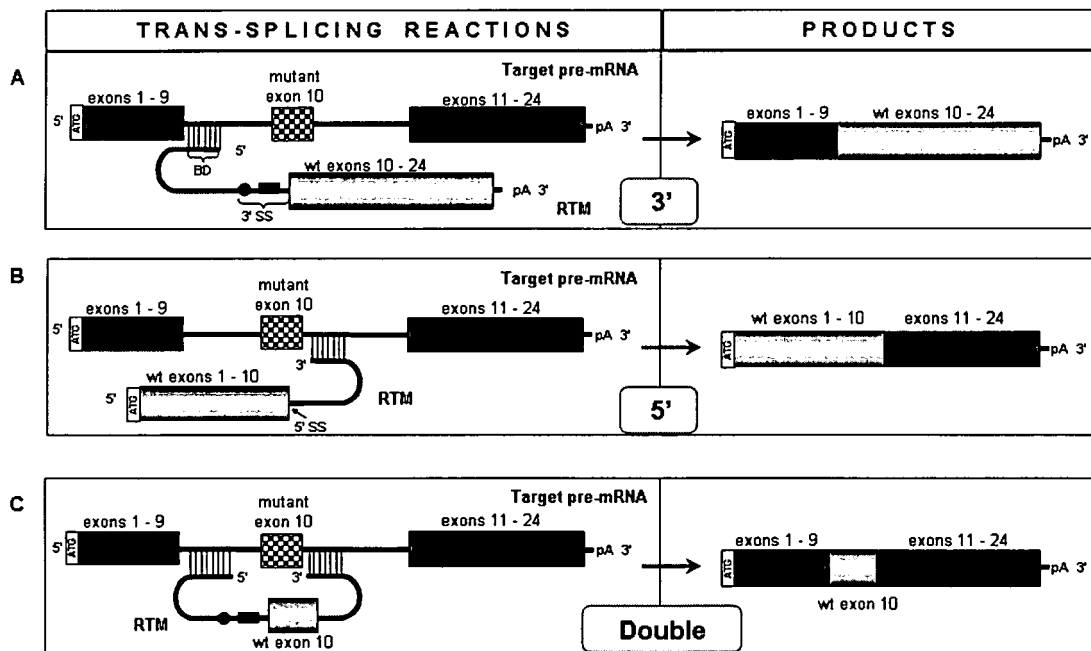 TRANS-SPLICING REACTIONS
PRODUCTS
A
Target pre-mRNA
mutant
exon 10
5'
ATG
exons 1 - 9
exons 11 - 24
pA 3'
5'
BD
wt exons 10 - 24
3' SS
pA 3'
RTM
3'
exons 1 - 9
wt exons 10 - 24
ATG
pA 3'
B
Target pre-mRNA
mutant
exon 10
5'
ATG
exons 1 - 9
exons 11 - 24
pA 3'
3'
wt exons 1 - 10
5'
ATG
RTM
5' SS
5'
wt exons 1 - 10
exons 11 - 24
ATG
pA 3'
C
Target pre-mRNA
mutant
exon 10
5'
ATG
exons 1 - 9
exons 11 - 24
pA 3'
5'
3'
RTM
wt exon 10
Double
exons 1 - 9
exons 11 - 24
ATG
pA 3'
wt exon 10